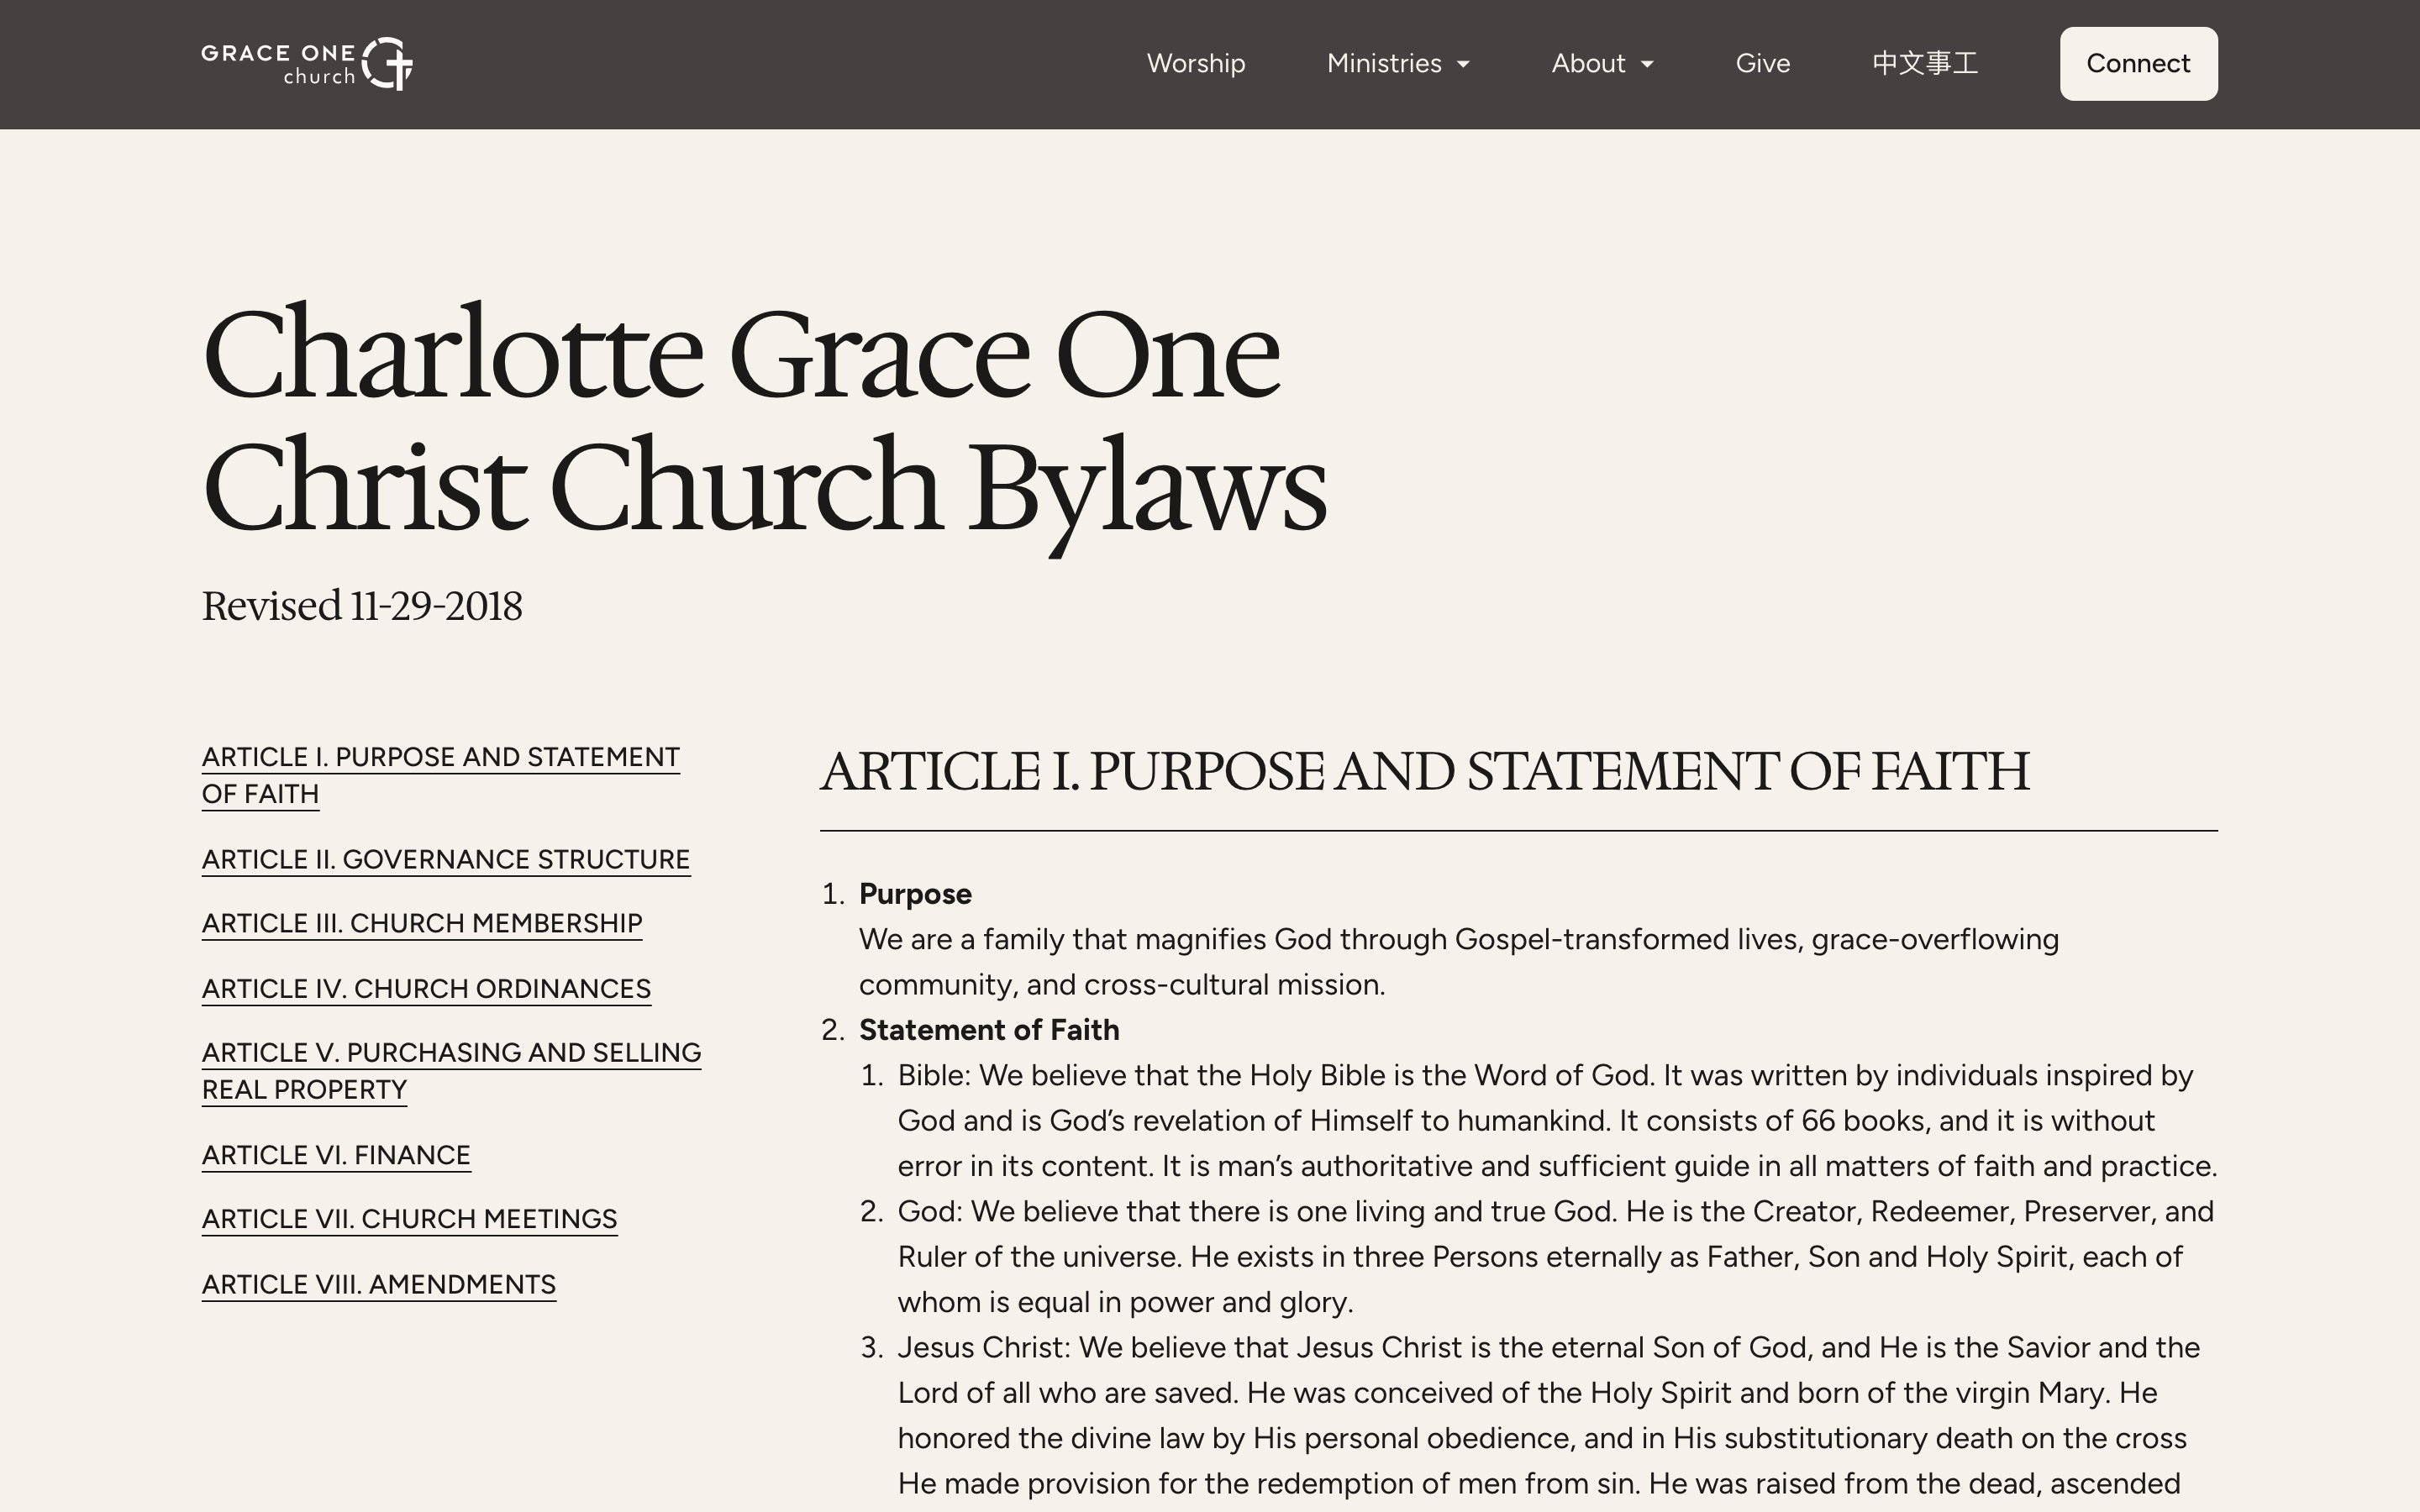 GRACE ONE
church
Worship
Ministries
About
Give
中文事工
Connect
Charlotte Grace One
Christ Church Bylaws
Revised 11-29-2018
ARTICLE I. PURPOSE AND STATEMENT
OF FAITH
ARTICLE II. GOVERNANCE STRUCTURE
ARTICLE III. CHURCH MEMBERSHIP
ARTICLE IV. CHURCH ORDINANCES
ARTICLE V. PURCHASING AND SELLING
REAL PROPERTY
ARTICLE VI. FINANCE
ARTICLE VII. CHURCH MEETINGS
ARTICLE VIII. AMENDMENTS
ARTICLE I. PURPOSE AND STATEMENT OF FAITH
1. Purpose
We are a family that magnifies God through Gospel-transformed lives, grace-overflowing
community, and cross-cultural mission.
2. Statement of Faith
1. Bible: We believe that the Holy Bible is the Word of God. It was written by individuals inspired by
God and is God’s revelation of Himself to humankind. It consists of 66 books, and it is without
error in its content. It is man’s authoritative and sufficient guide in all matters of faith and practice.
2. God: We believe that there is one living and true God. He is the Creator, Redeemer, Preserver, and
Ruler of the universe. He exists in three Persons eternally as Father, Son and Holy Spirit, each of
whom is equal in power and glory.
3. Jesus Christ: We believe that Jesus Christ is the eternal Son of God, and He is the Savior and the
Lord of all who are saved. He was conceived of the Holy Spirit and born of the virgin Mary. He
honored the divine law by His personal obedience, and in His substitutionary death on the cross
He made provision for the redemption of men from sin. He was raised from the dead, ascended